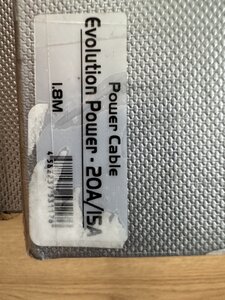 Power Cable
Evolution Power · 20A/15A
1.8M